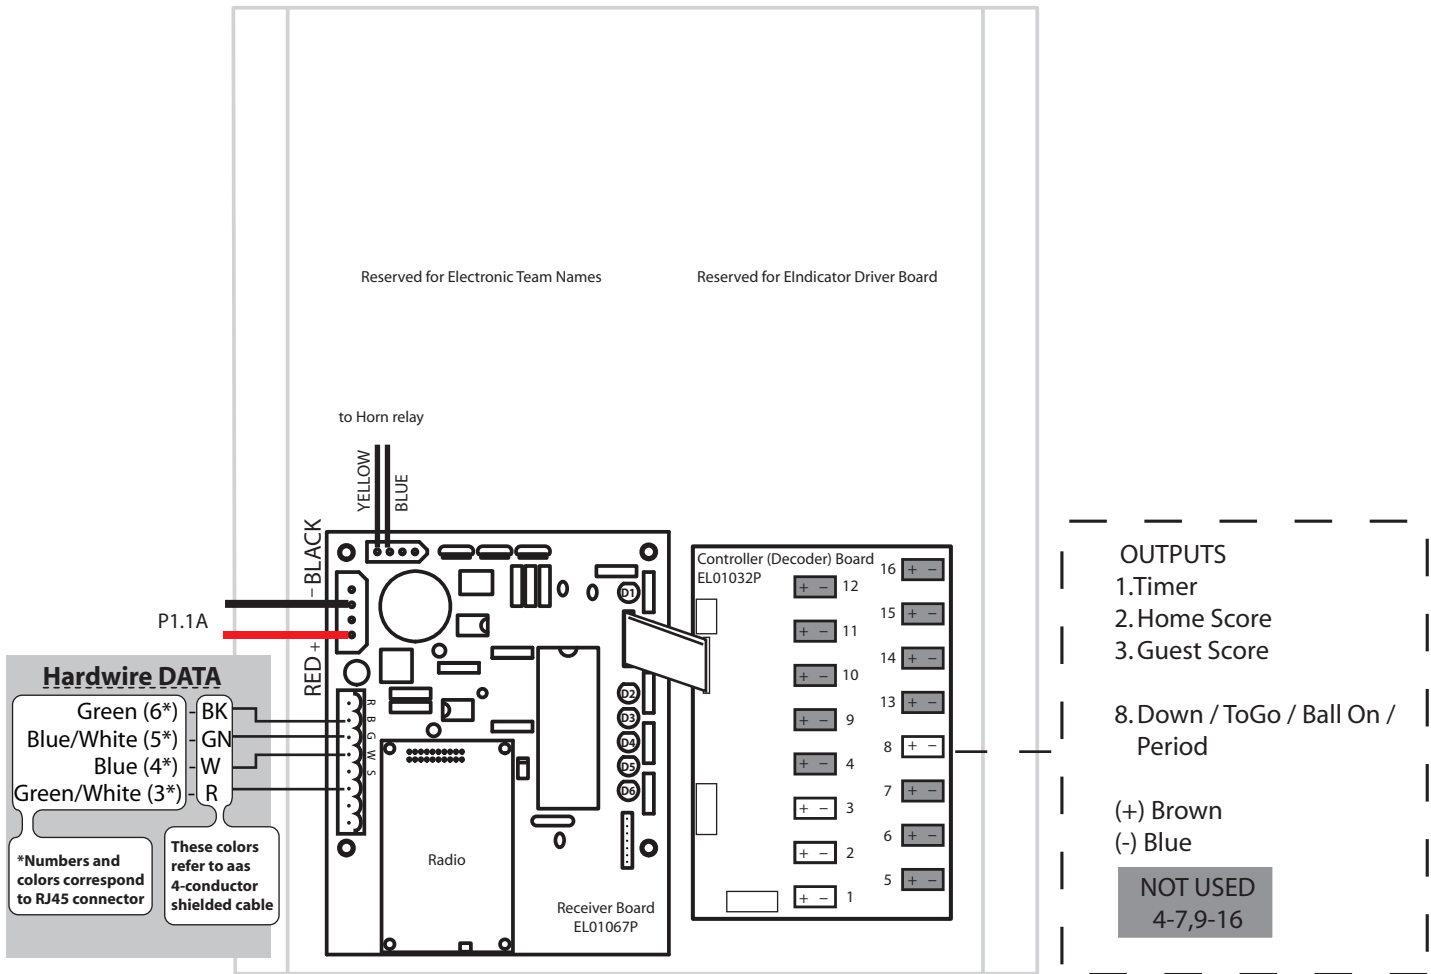 Reserved for Electronic Team Names
Reserved for EIndicator Driver Board
to Horn relay
YELLOW
BLUE
BLACK
−
RED +
P1.1A
Hardwire DATA
Green (6*) - BK
Blue/White (5*) - GN
Blue (4*) - W
Green/White (3*) - R
*Numbers and
colors correspond
to RJ45 connector
These colors
refer to aas
4-conductor
shielded cable
R
B
G
W
S
D1
D2
D3
D4
D5
D6
Radio
Receiver Board
EL01067P
Controller (Decoder) Board
EL01032P
+ − 12
+ − 11
+ − 10
+ − 9
+ − 4
+ − 3
+ − 2
+ − 1
16 + −
15 + −
14 + −
13 + −
8 + −
7 + −
6 + −
5 + −
OUTPUTS
1.Timer
2.Home Score
3.Guest Score
8.Down / ToGo / Ball On /
Period
(+) Brown
(-) Blue
NOT USED
4-7,9-16